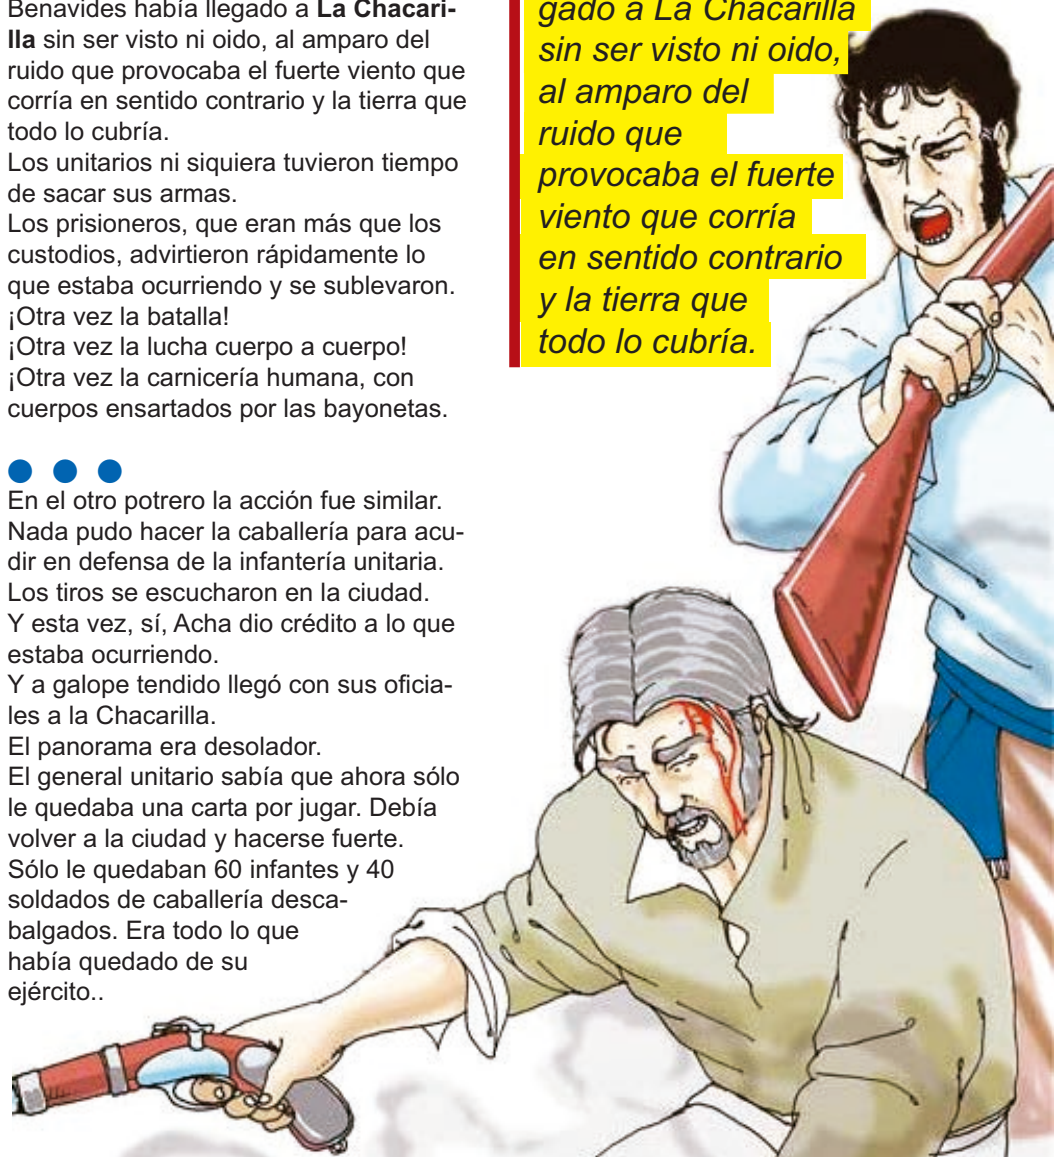 Benavides había llegado a La Chacari-
lla sin ser visto ni oido, al amparo del
ruido que provocaba el fuerte viento que
corría en sentido contrario y la tierra que
todo lo cubría.
Los unitarios ni siquiera tuvieron tiempo
de sacar sus armas.
Los prisioneros, que eran más que los
custodios, advirtieron rápidamente lo
que estaba ocurriendo y se sublevaron.
¡Otra vez la batalla!
¡Otra vez la lucha cuerpo a cuerpo!
¡Otra vez la carnicería humana, con
cuerpos ensartados por las bayonetas.
En el otro potrero la acción fue similar.
Nada pudo hacer la caballería para acu-
dir en defensa de la infantería unitaria.
Los tiros se escucharon en la ciudad.
Y esta vez, sí, Acha dio crédito a lo que
estaba ocurriendo.
Y a galope tendido llegó con sus oficia-
les a la Chacarilla.
El panorama era desolador.
El general unitario sabía que ahora sólo
le quedaba una carta por jugar. Debía
volver a la ciudad y hacerse fuerte.
Sólo le quedaban 60 infantes y 40
soldados de caballería desca-
balgados. Era todo lo que
había quedado de su
ejército..
gado a La Chacarilla
sin ser visto ni oido,
al amparo del
ruido que
provocaba el fuerte
viento que corría
en sentido contrario
y la tierra que
todo lo cubría.